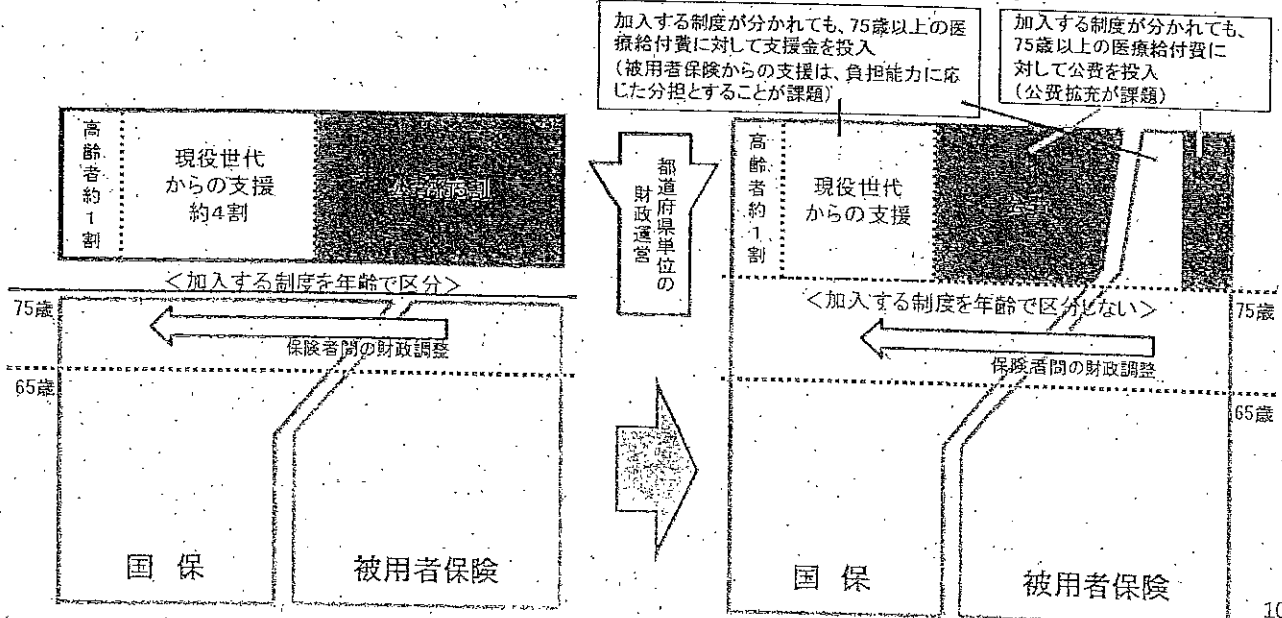 加入する制度が分かれても、75歳以上の医
療給付費に対して支援金を投入
(被用者保険からの支援は、負担能力に応
じた分担とすることが課題)
加入する制度が分かれても、
75歳以上の医療給付費に
対して公費を投入
(公費拡充が課題)
高齢者約1割
現役世代
からの支援
約4割
<加入する制度を年齢で区分>
75歳
保険者間の財政調整
65歳
国保
被用者保険
都道府県単位の
財政運営
高齢者約1割
現役世代
からの支援
<加入する制度を年齢で区分しない>
75歳
保険者間の財政調整
65歳
国保
被用者保険
10